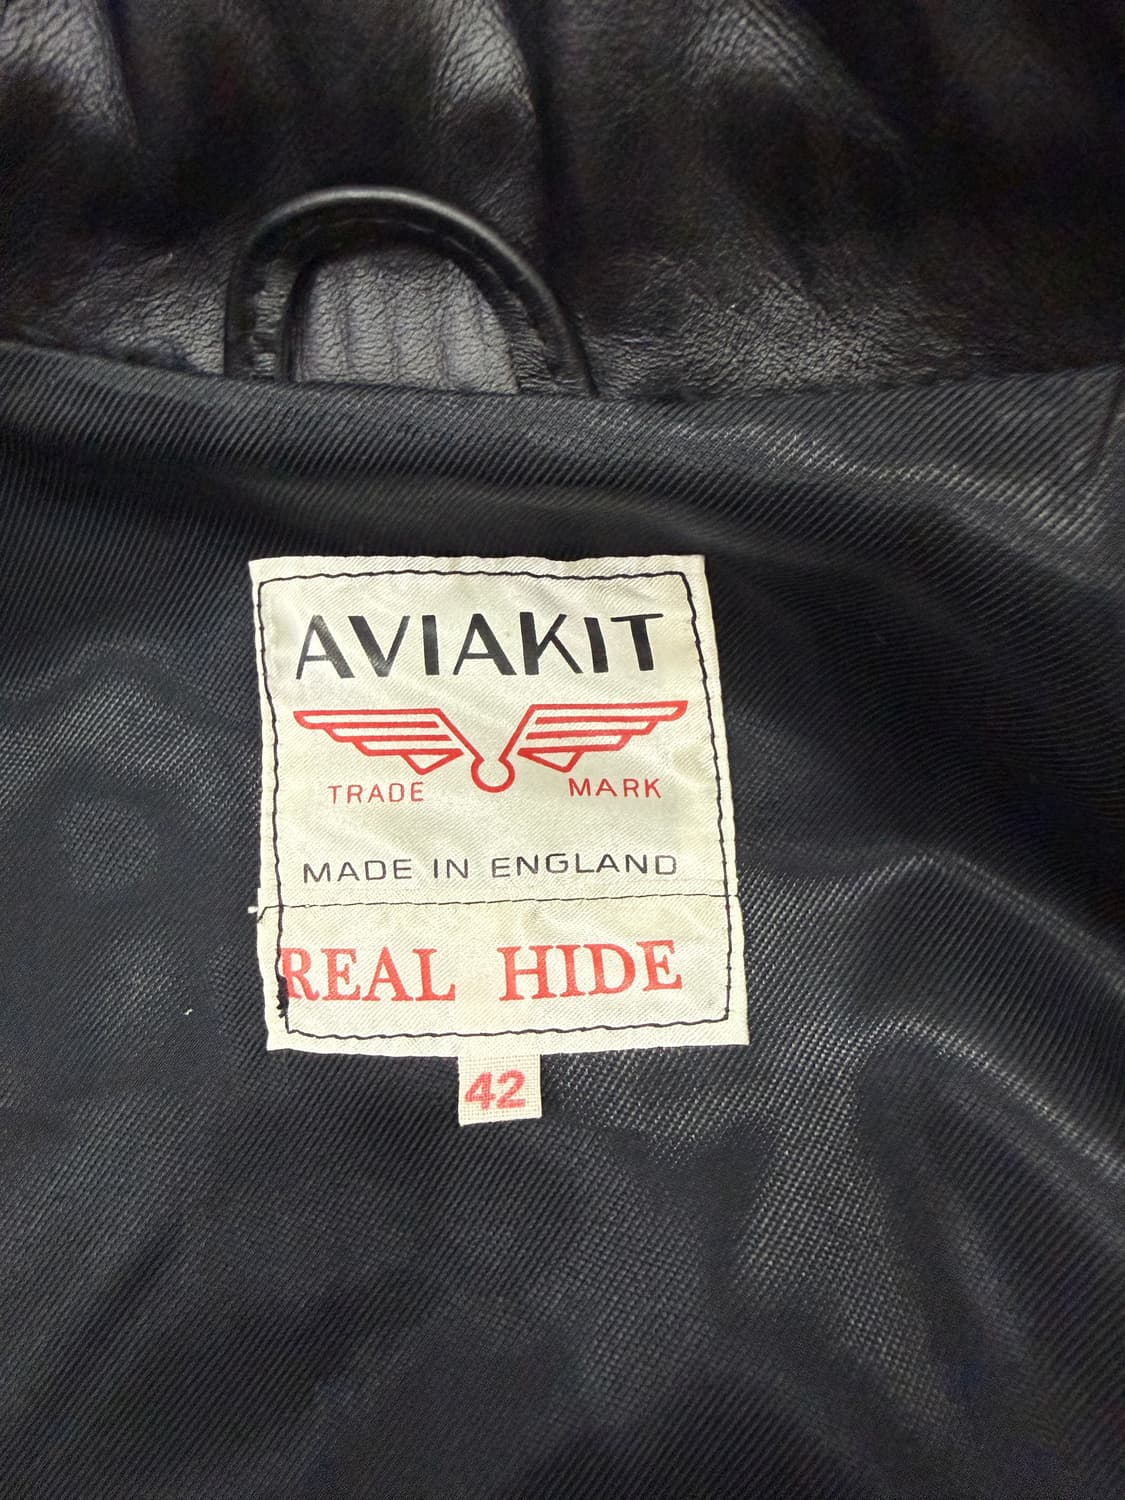 AVIAKIT
TRADE MARK
MADE IN ENGLAND
REAL HIDE
42